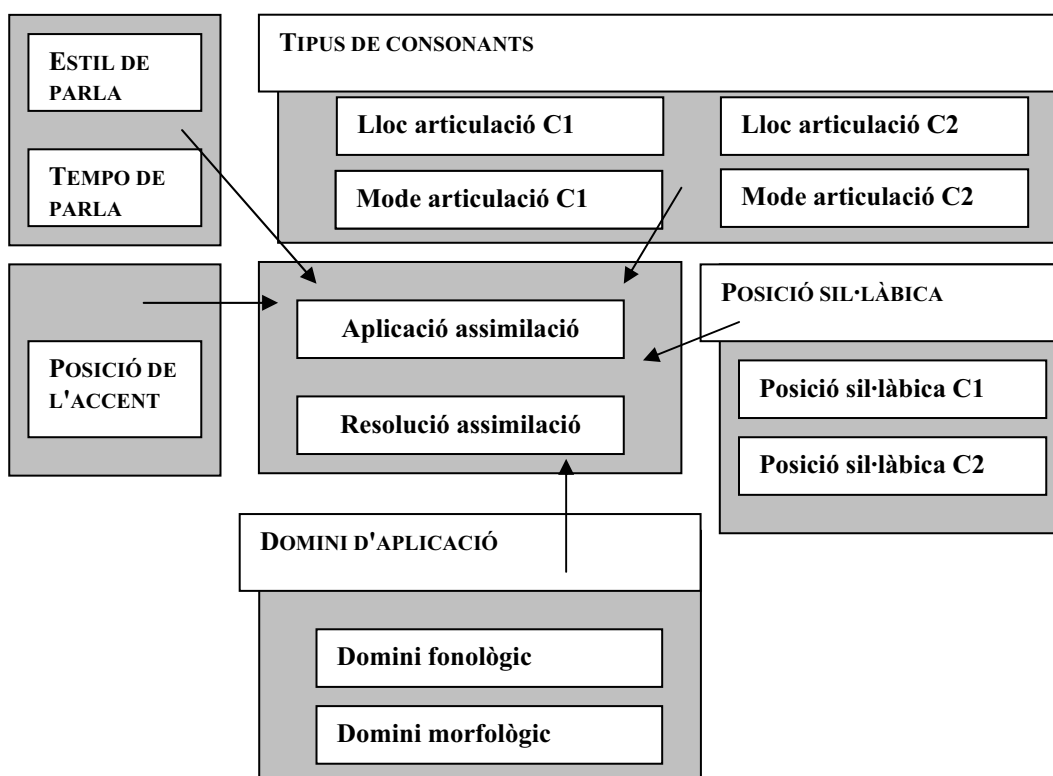 ESTIL DE
PARLA
TEMPO DE
PARLA
TIPUS DE CONSONANTS
Lloc articulació C1
Lloc articulació C2
Mode articulació C1
Mode articulació C2
POSICIÓ DE
L'ACCENT
Aplicació assimilació
Resolució assimilació
POSICIÓ SIL·LÀBICA
Posició sil·làbica C1
Posició sil·làbica C2
DOMINI D'APLICACIÓ
Domini fonològic
Domini morfològic